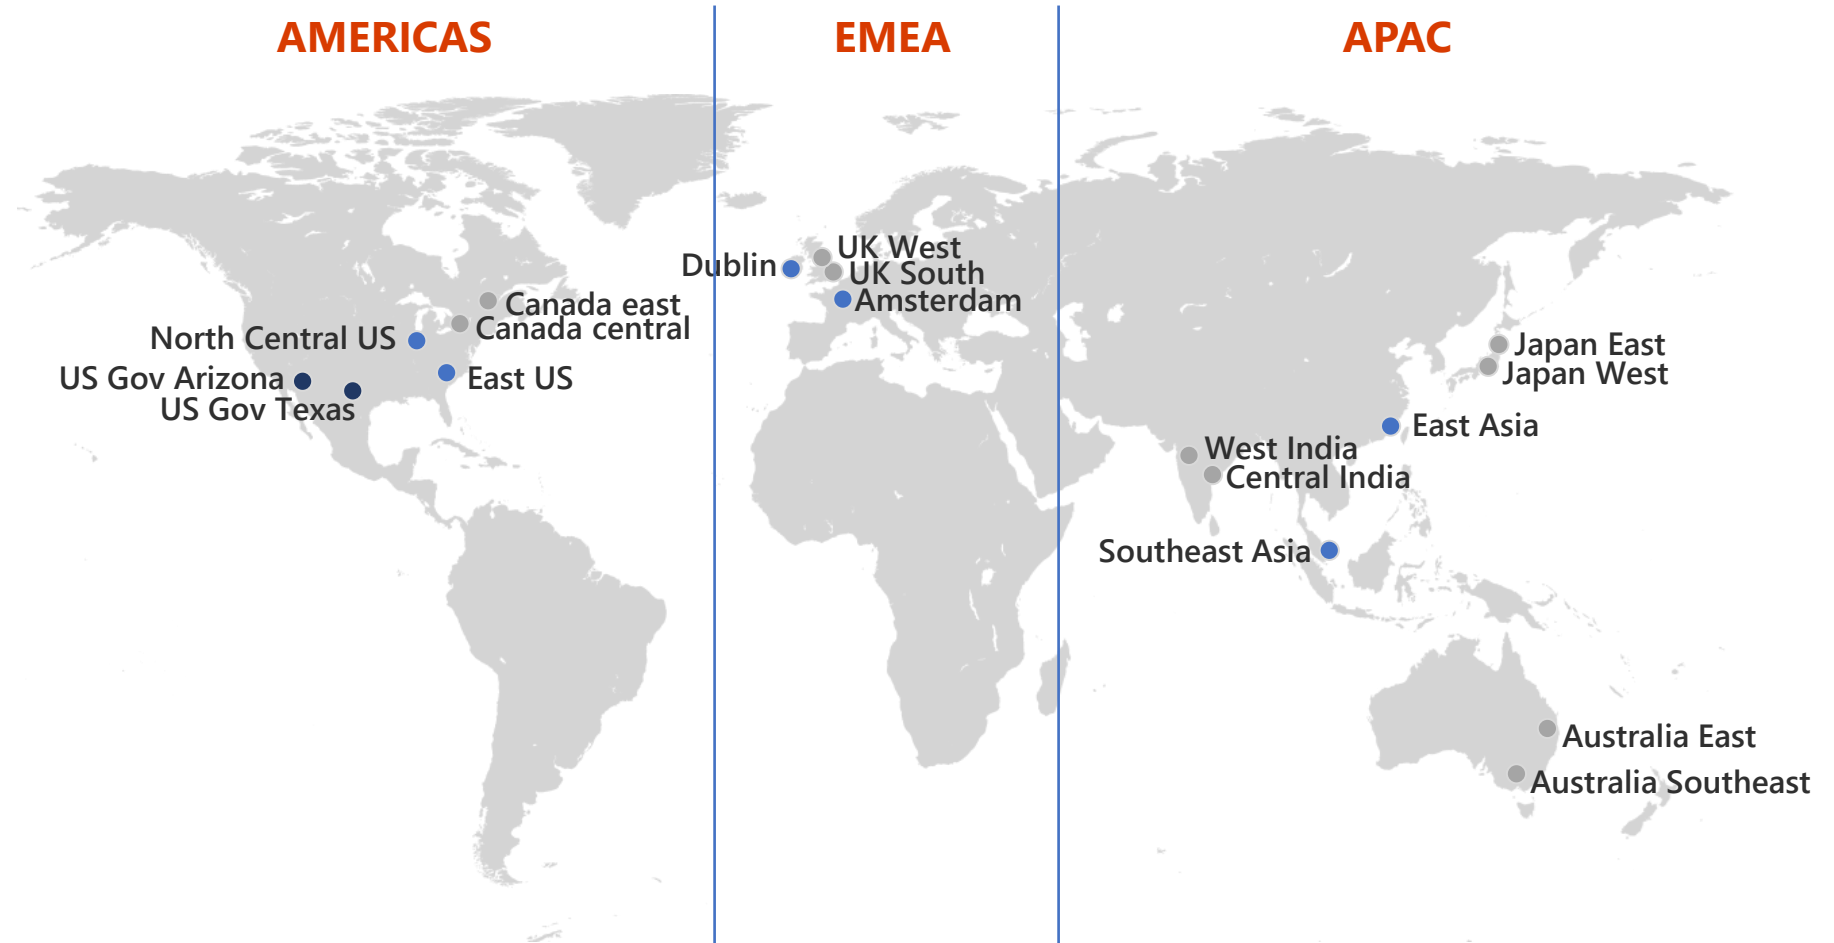 AMERICAS
EMEA
APAC
Dublin
UK West
UK South
Amsterdam
Canada east
Canada central
North Central US
US Gov Arizona
East US
US Gov Texas
Japan East
Japan West
East Asia
West India
Central India
Southeast Asia
Australia East
Australia Southeast